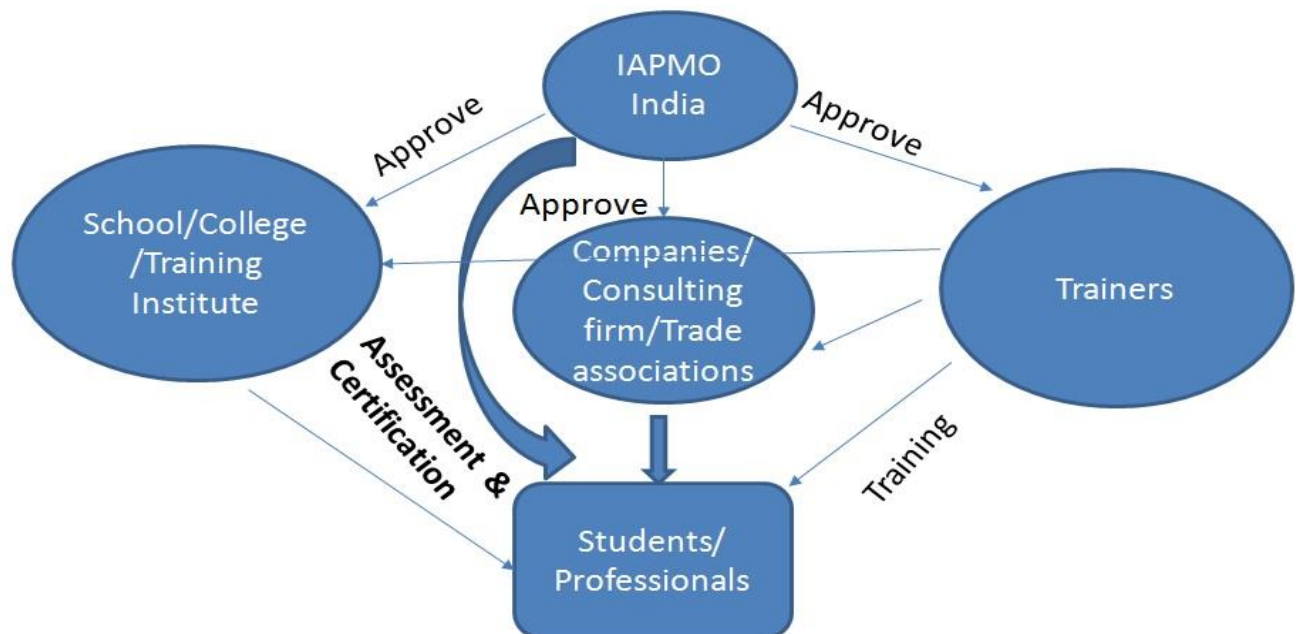 IAPMO
India
Approve
Approve
Approve
School/College
/Training
Institute
Companies/
Consulting
firm/Trade
associations
Trainers
Assessment &
Certification
Training
Students/
Professionals